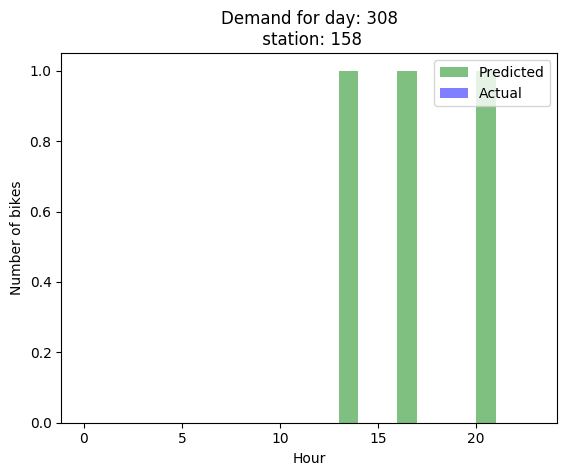 Demand for day: 308
station: 158
Predicted
Actual
Number of bikes
1.0
0.8
0.6
0.4
0.2
0.0
0
5
10
15
20
Hour